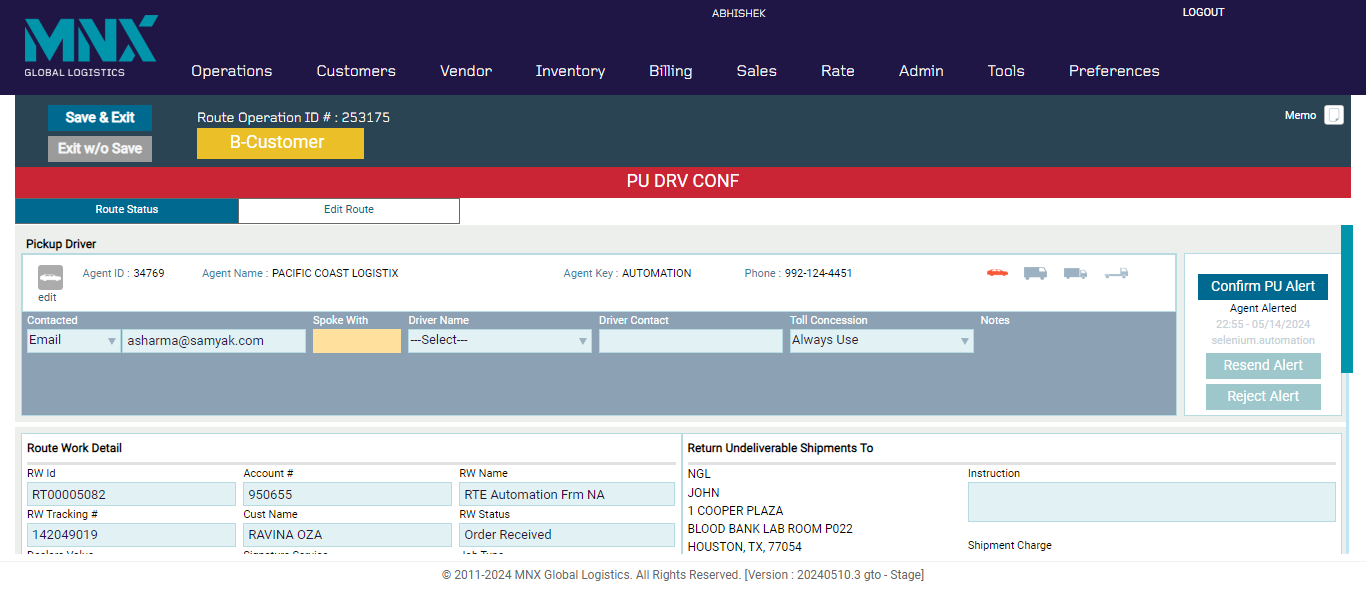 ABHISHEK
LOGOUT
MNX
GLOBAL LOGISTICS
Operations Customers Vendor Inventory Billing Sales Rate Admin Tools Preferences
Save & Exit
Exit w/o Save
Route Operation ID # : 253175
B-Customer
Memo
PU DRV CONF
Route Status
Edit Route
Pickup Driver
edit
Agent ID : 34769
Agent Name : PACIFIC COAST LOGISTIX
Agent Key : AUTOMATION
Phone : 992-124-4451
Contacted Spoke With Driver Name Driver Contact Toll Concession Notes
Email asharma@samyak.com ---Select--- Always Use
Confirm PU Alert
Agent Alerted
22:55 - 05/14/2024
selenium.automation
Resend Alert
Reject Alert
Route Work Detail
RW Id Account # RW Name
RT00005082 950655 RTE Automation Frm NA
RW Tracking # Cust Name RW Status
142049019 RAVINA OZA Order Received
Declare Value Signature Service Job Type
Return Undeliverable Shipments To
NGL
JOHN
1 COOPER PLAZA
BLOOD BANK LAB ROOM P022
HOUSTON, TX, 77054
Instruction
Shipment Charge
© 2011-2024 MNX Global Logistics. All Rights Reserved. [Version : 20240510.3 gto - Stage]